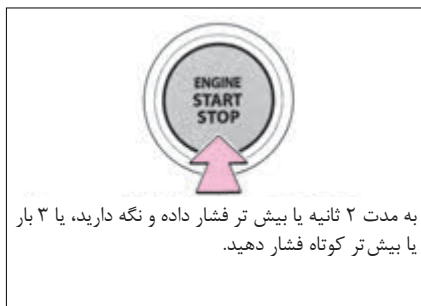 ENGINE
START
STOP
به مدت ۲ ثانیه یا بیش تر فشار داده و نگه دارید، یا ۳ بار
یا بیش تر کوتاه فشار دهید.